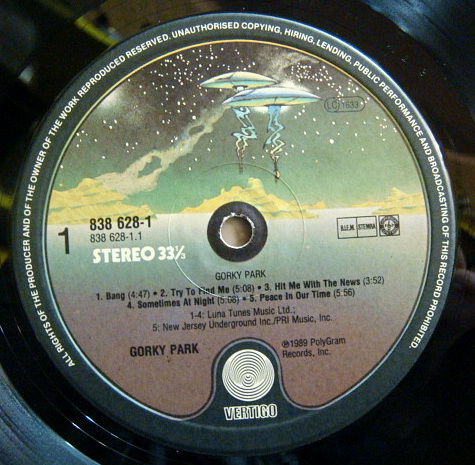 ALL RIGHTS OF THE PRODUCER AND OF THE OWNER OF THE WORK REPRODUCED RESERVED. UNAUTHORISED COPYING, HIRING, LENDING, PUBLIC PERFORMANCE AND BROADCASTING OF THIS RECORD PROHIBITED.
LC 1633
1
838 628-1
838 628-1.1
STEREO 33⅓
B.I.E.M. STEMRA
GORKY PARK
1. Bang (4:47) • 2. Try To Find Me (5:08) • 3. Hit Me With The News (3:52)
4. Sometimes At Night (5:06) • 5. Peace In Our Time (5:56)
1-4: Luna Tunes Music Ltd.;
5: New Jersey Underground Inc./PRI Music, Inc.
GORKY PARK
℗1989 PolyGram
Records, Inc.
VERTIGO